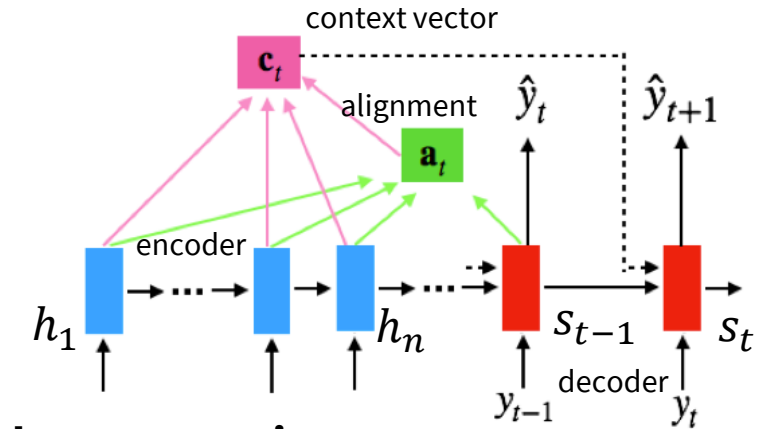 context vector
c_t
alignment
ŷ_t
ŷ_{t+1}
a_t
encoder
h_1
h_n
s_{t-1}
s_t
decoder
y_{t-1}
y_t